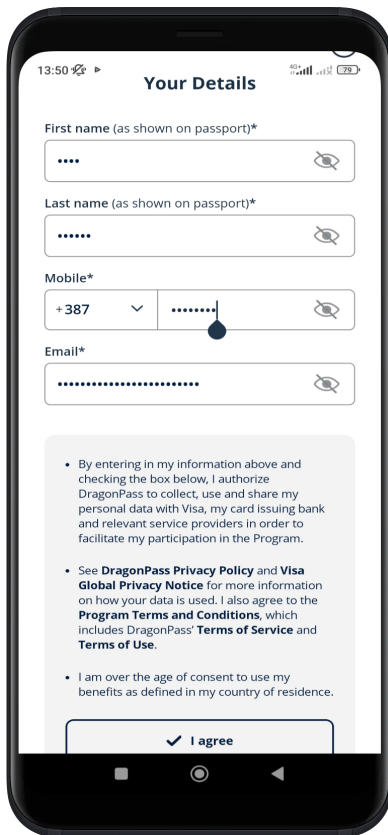 13:50 4G+ 79
Your Details
First name (as shown on passport)*
••••
Last name (as shown on passport)*
••••••
Mobile*
+387 ••••••••
Email*
•••••••••••••••••••••••••
• By entering in my information above and
checking the box below, I authorize
DragonPass to collect, use and share my
personal data with Visa, my card issuing bank
and relevant service providers in order to
facilitate my participation in the Program.
• See DragonPass Privacy Policy and Visa
Global Privacy Notice for more information
on how your data is used. I also agree to the
Program Terms and Conditions, which
includes DragonPass’ Terms of Service and
Terms of Use.
• I am over the age of consent to use my
benefits as defined in my country of residence.
I agree